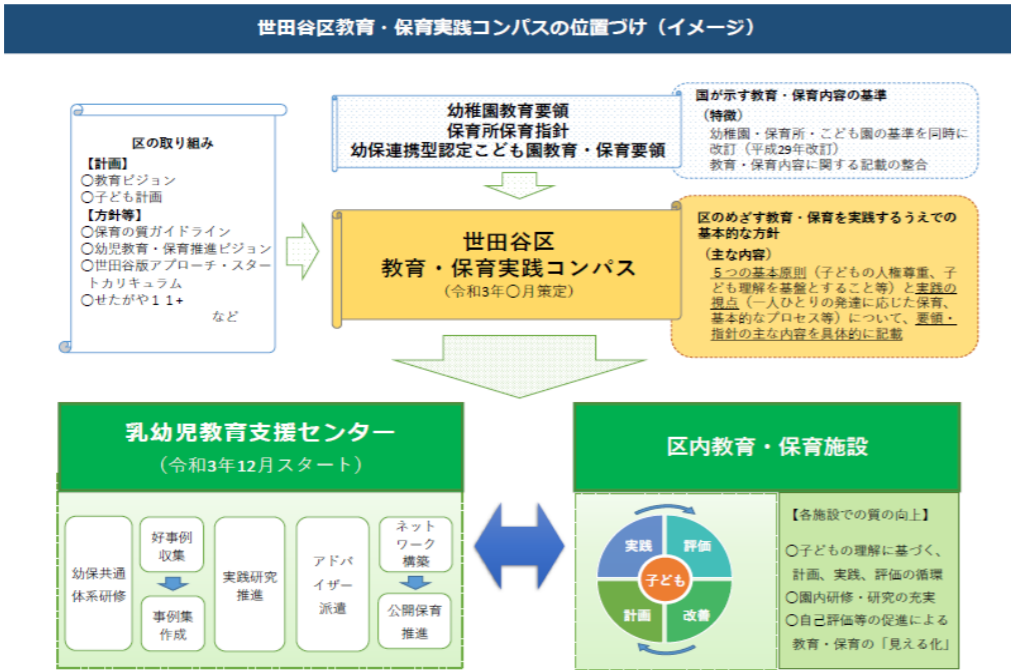 世田谷区教育・保育実践コンパスの位置づけ（イメージ）
区の取り組み
【計画】
〇教育ビジョン
〇子ども計画
【方針等】
〇保育の質ガイドライン
〇幼児教育・保育推進ビジョン
〇世田谷版アプローチ・スター
トカリキュラム
〇せたがや１１+
など
幼稚園教育要領
保育所保育指針
幼保連携型認定こども園教育・保育要領
国が示す教育・保育内容の基準
（特徴）
幼稚園・保育所・こども園の基準を同時に
改訂（平成29年改訂）
教育・保育内容に関する記載の整合
世田谷区
教育・保育実践コンパス
（令和3年〇月策定）
区のめざす教育・保育を実践するうえでの
基本的な方針
（主な内容）
５つの基本原則（子どもの人権尊重、子
ども理解を基盤とすること等）と実践の
視点（一人ひとりの発達に応じた保育、
基本的なプロセス等）について、要領・
指針の主な内容を具体的に記載
乳幼児教育支援センター
（令和3年12月スタート）
幼保共通
体系研修
好事例
収集
事例集
作成
実践研究
推進
アドバ
イザー
派遣
ネット
ワーク
構築
公開保育
推進
区内教育・保育施設
実践
評価
子ども
計画
改善
【各施設での質の向上】
〇子どもの理解に基づく、
計画、実践、評価の循環
〇園内研修・研究の充実
〇自己評価等の促進による
教育・保育の「見える化」